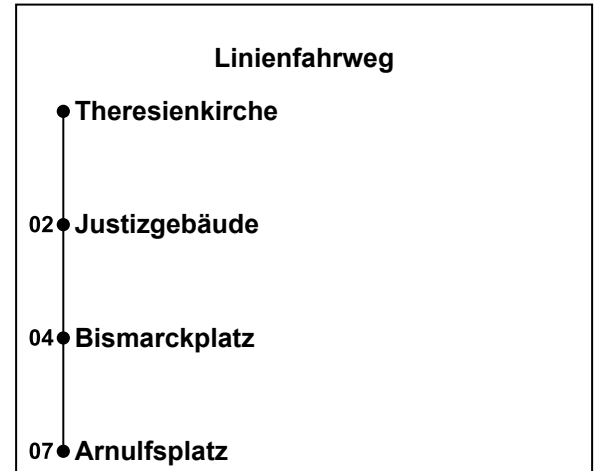 Linienfahrweg
Theresienkirche
02 Justizgebäude
04 Bismarckplatz
07 Arnulfsplatz